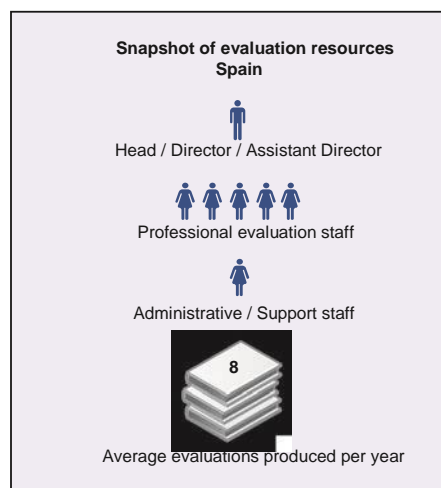 Snapshot of evaluation resources
Spain
Head / Director / Assistant Director
Professional evaluation staff
Administrative / Support staff
8
Average evaluations produced per year